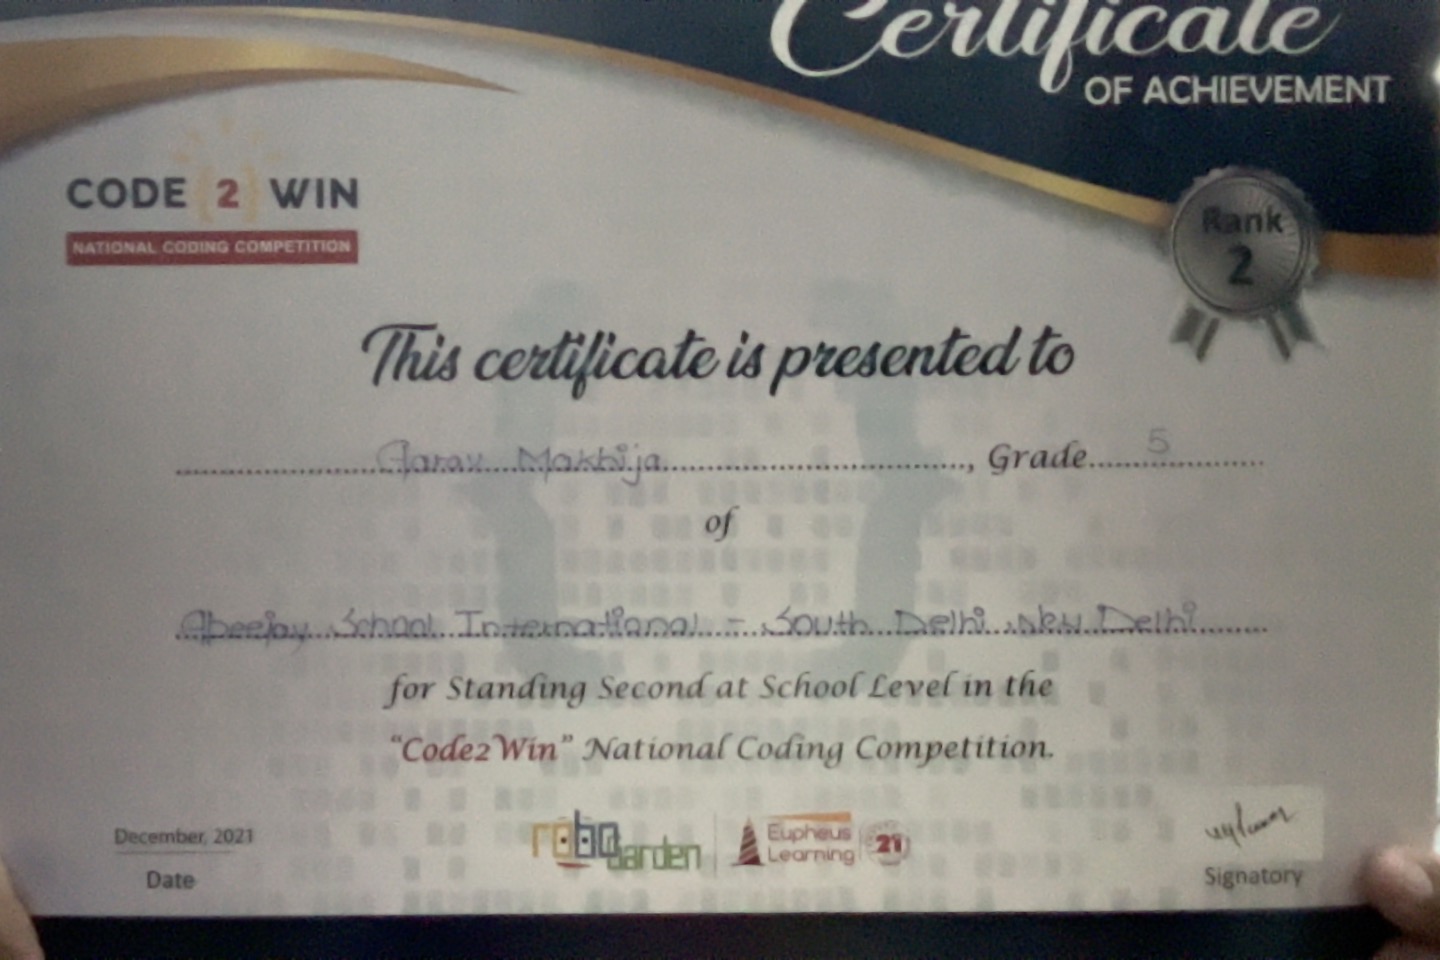 Certificate
OF ACHIEVEMENT
CODE {2} WIN
NATIONAL CODING COMPETITION
Rank
2
This certificate is presented to
Aarav Makhija, Grade 5
of
Apeejay School International - South Delhi, New Delhi
for Standing Second at School Level in the
"Code2Win" National Coding Competition.
December, 2021
Date
robo garden
Eupheus
Learning
21
Signatory